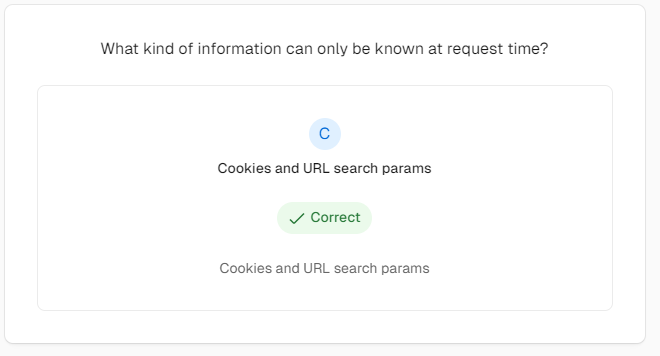 What kind of information can only be known at request time?
C
Cookies and URL search params
Correct
Cookies and URL search params